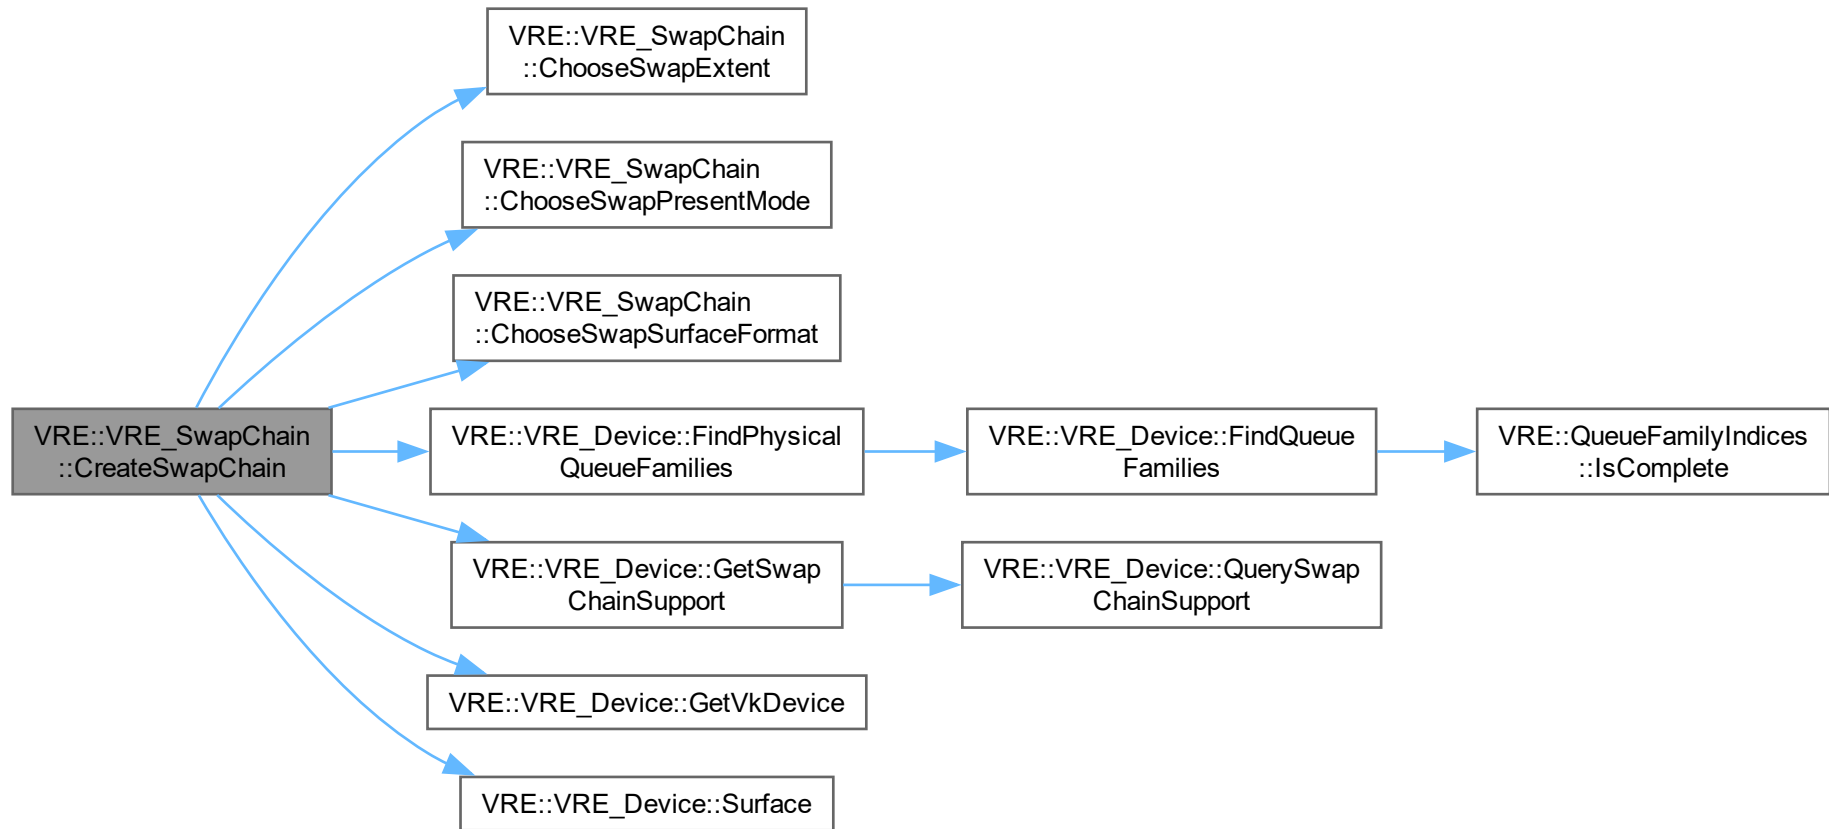 VRE::VRE_SwapChain
::ChooseSwapExtent
VRE::VRE_SwapChain
::ChooseSwapPresentMode
VRE::VRE_SwapChain
::ChooseSwapSurfaceFormat
VRE::VRE_SwapChain
::CreateSwapChain
VRE::VRE_Device::FindPhysical
QueueFamilies
VRE::VRE_Device::FindQueue
Families
VRE::QueueFamilyIndices
::IsComplete
VRE::VRE_Device::GetSwap
ChainSupport
VRE::VRE_Device::QuerySwap
ChainSupport
VRE::VRE_Device::GetVkDevice
VRE::VRE_Device::Surface